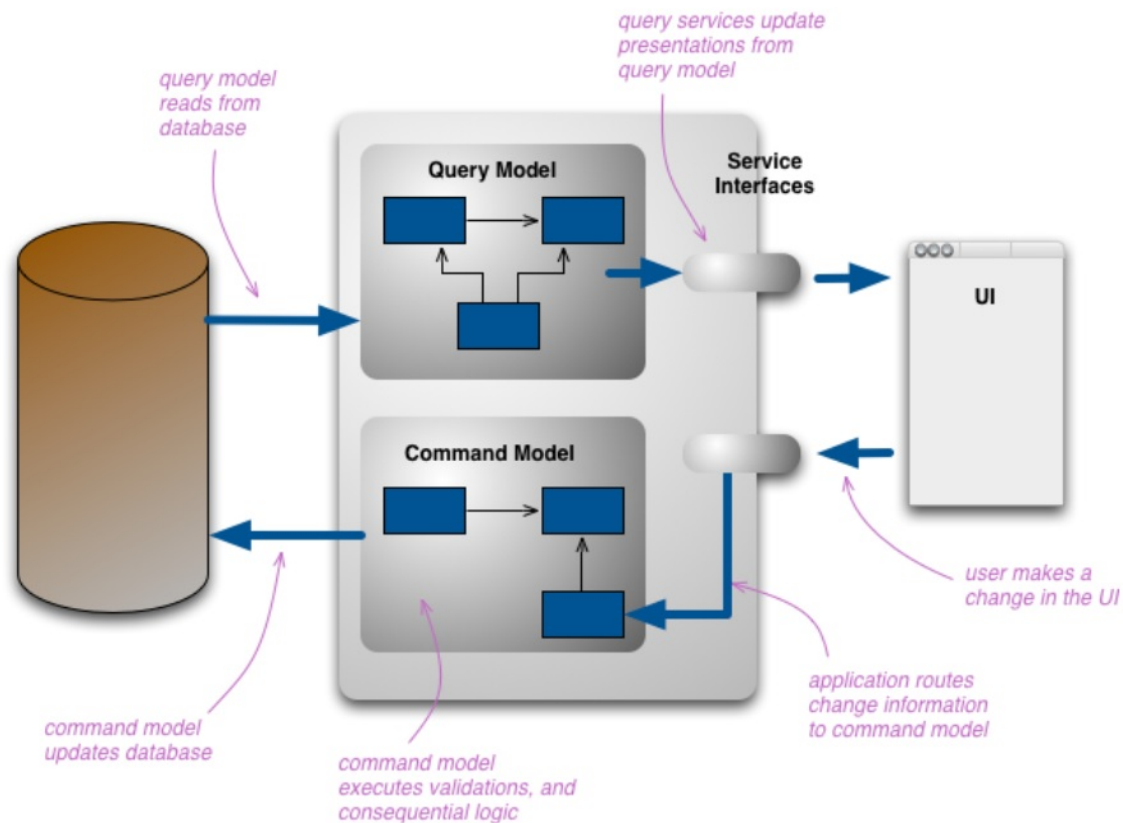 query services update
presentations from
query model
query model
reads from
database
Query Model
Service
Interfaces
UI
Command Model
user makes a
change in the UI
application routes
change information
to command model
command model
updates database
command model
executes validations, and
consequential logic